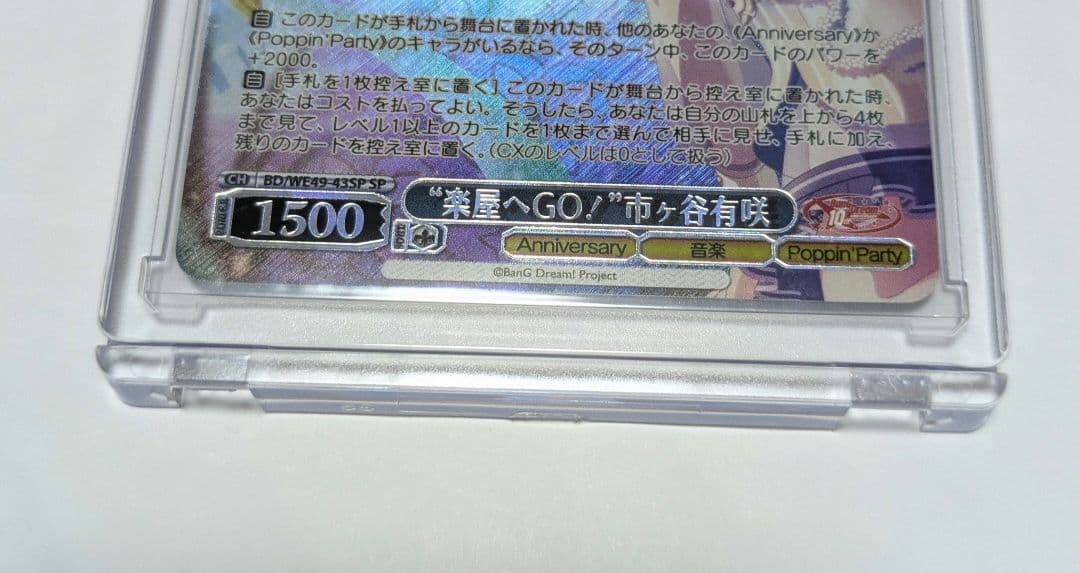 自 このカードが手札から舞台に置かれた時、他のあなたの、《Anniversary》か
《Poppin'Party》のキャラがいるなら、そのターン中、このカードのパワーを
+2000。
自 [手札を1枚控え室に置く] このカードが舞台から控え室に置かれた時、
あなたはコストを払ってよい。そうしたら、あなたは自分の山札を上から4枚
まで見て、レベル1以上のカードを1枚まで選んで相手に見せ、手札に加え、
残りのカードを控え室に置く。(CXのレベルは0として扱う)
CH BD/WE49-43SP SP
1500 “楽屋へGO!”市ヶ谷有咲
Anniversary 音楽 Poppin'Party
©BanG Dream! Project